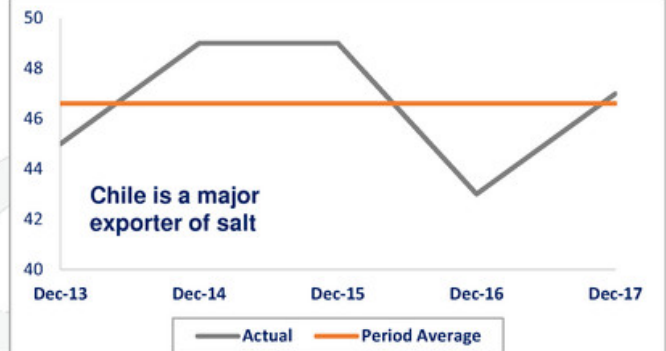 50
48
46
44
42
40
Chile is a major
exporter of salt
Dec-13 Dec-14 Dec-15 Dec-16 Dec-17
Actual Period Average